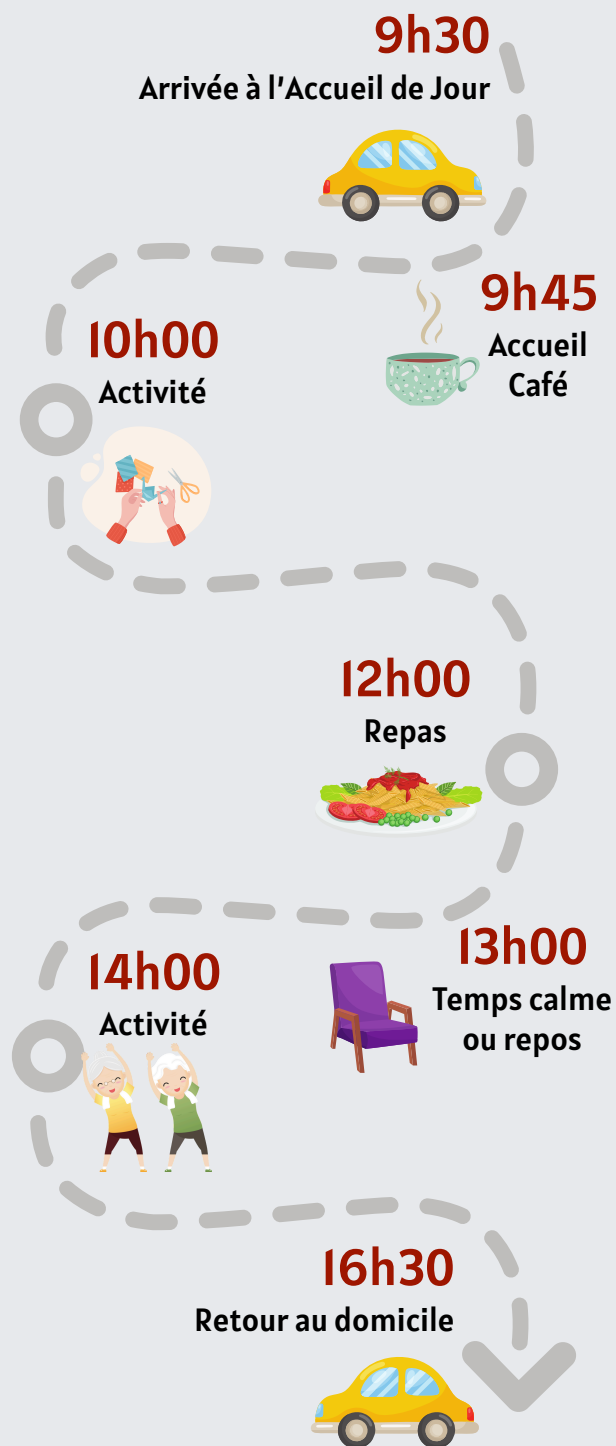 9h30
Arrivée à l'Accueil de Jour
9h45
Accueil
Café
10h00
Activité
12h00
Repas
13h00
Temps calme
ou repos
14h00
Activité
16h30
Retour au domicile